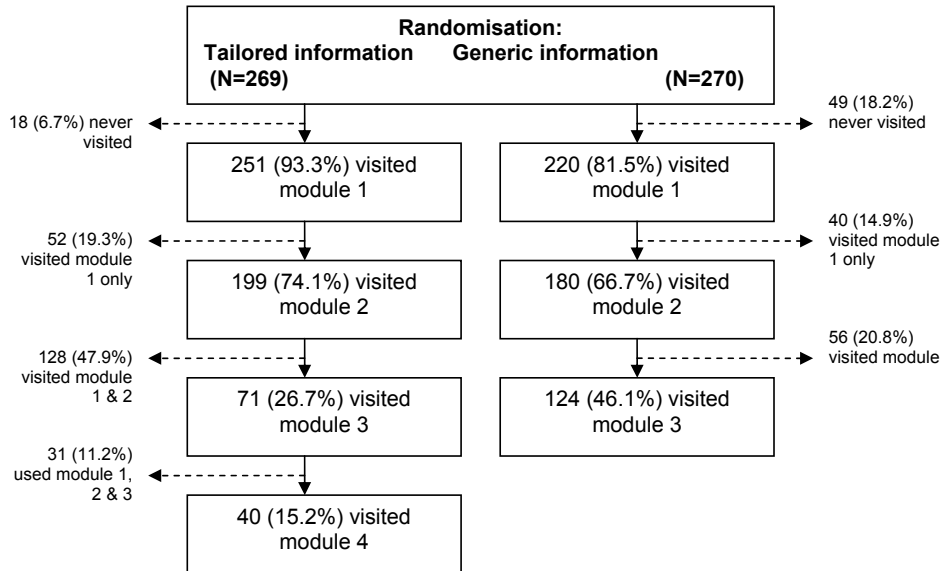 Randomisation:
Tailored information Generic information
(N=269) (N=270)
18 (6.7%) never
visited
49 (18.2%)
never visited
251 (93.3%) visited
module 1
220 (81.5%) visited
module 1
52 (19.3%)
visited module
1 only
40 (14.9%)
visited module
1 only
199 (74.1%) visited
module 2
180 (66.7%) visited
module 2
128 (47.9%)
visited module
1 & 2
56 (20.8%)
visited module
71 (26.7%) visited
module 3
124 (46.1%) visited
module 3
31 (11.2%)
used module 1,
2 & 3
40 (15.2%) visited
module 4